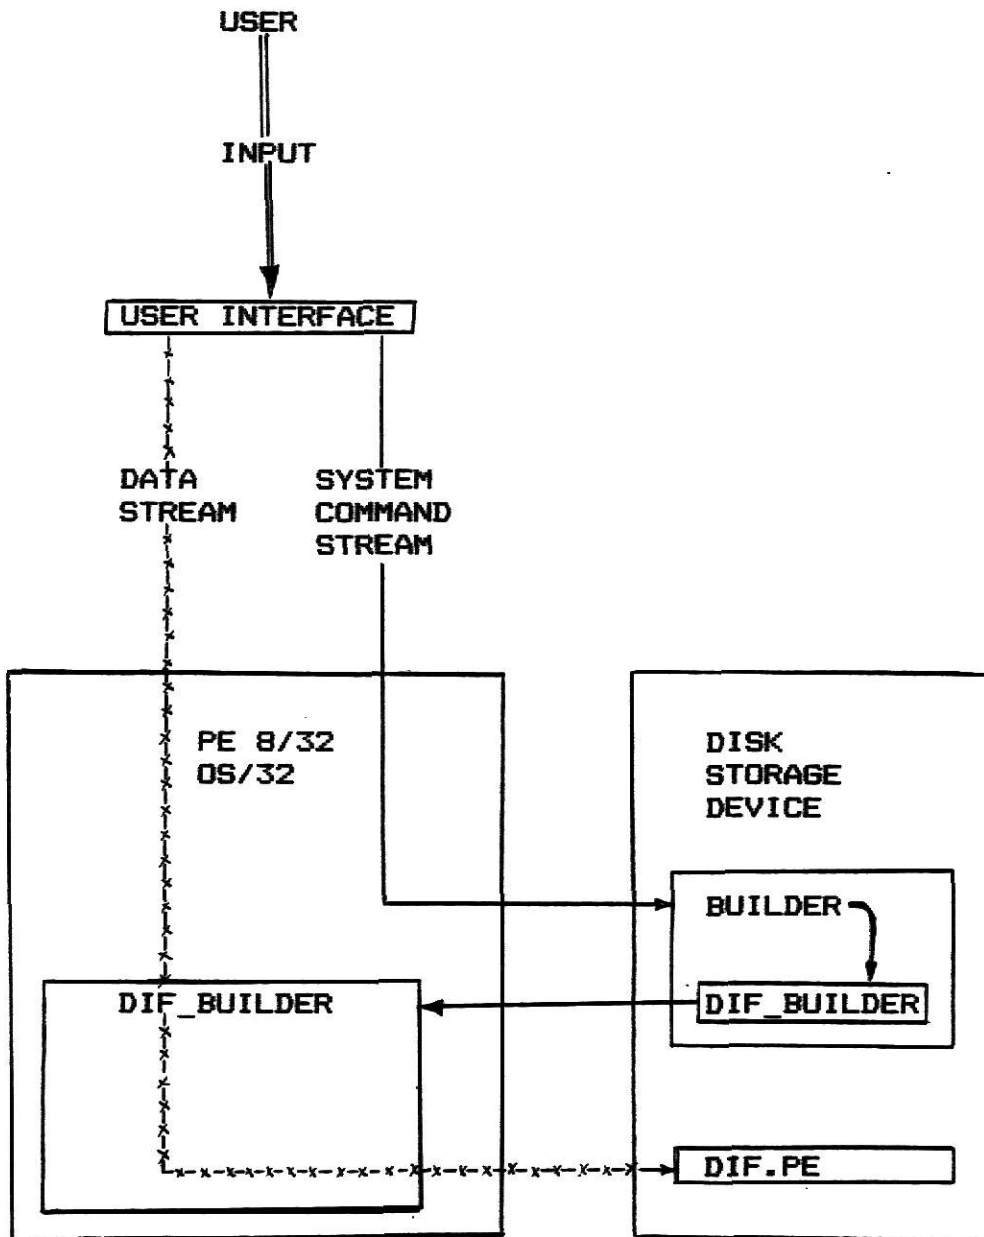 USER
INPUT
USER INTERFACE
DATA
STREAM
SYSTEM
COMMAND
STREAM
PE 8/32
OS/32
DISK
STORAGE
DEVICE
BUILDER
DIF_BUILDER
DIF_BUILDER
DIF.PE